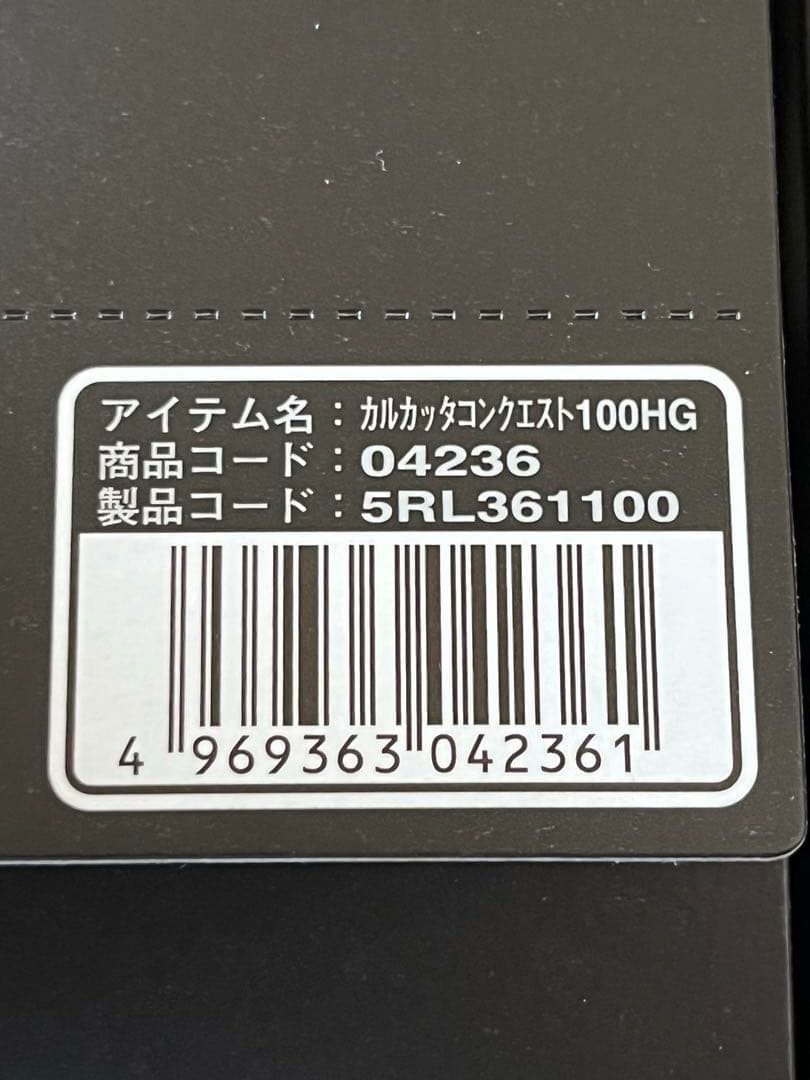 アイテム名：カルカッタコンクエスト100HG
商品コード：04236
製品コード：5RL361100
4 969363 042361